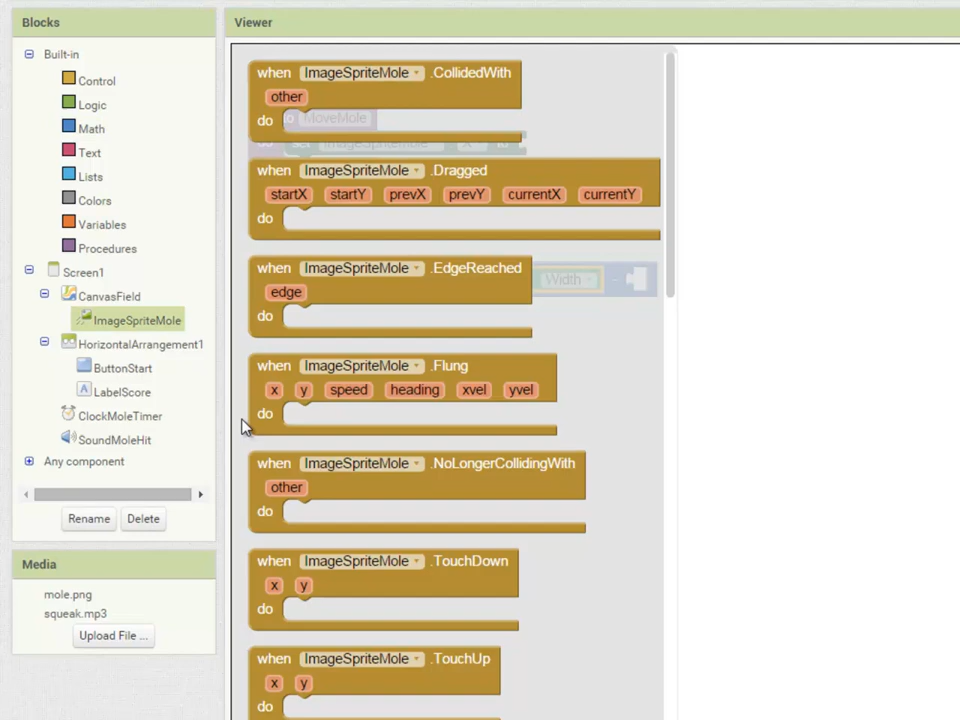 Blocks
Viewer
Built-in
Control
Logic
Math
Text
Lists
Colors
Variables
Procedures
Screen1
CanvasField
ImageSpriteMole
HorizontalArrangement1
ButtonStart
LabelScore
ClockMoleTimer
SoundMoleHit
Any component
Rename Delete
Media
mole.png
squeak.mp3
Upload File ...
when ImageSpriteMole .CollidedWith
other
do
to MoveMole
when ImageSpriteMole .Dragged
startX startY prevX prevY currentX currentY
do
when ImageSpriteMole .EdgeReached
edge
Width -
do
when ImageSpriteMole .Flung
x y speed heading xvel yvel
do
when ImageSpriteMole .NoLongerCollidingWith
other
do
when ImageSpriteMole .TouchDown
x y
do
when ImageSpriteMole .TouchUp
x y
do